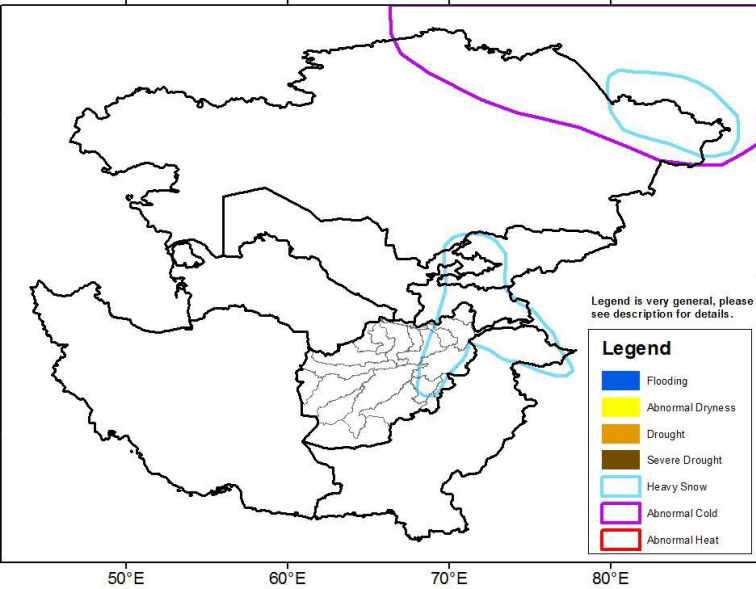 Legend is very general, please
see description for details.
Legend
Flooding
Abnormal Dryness
Drought
Severe Drought
Heavy Snow
Abnormal Cold
Abnormal Heat
50°E 60°E 70°E 80°E